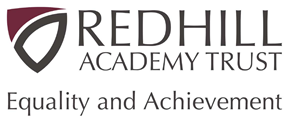 REDHILL
ACADEMY TRUST
Equality and Achievement